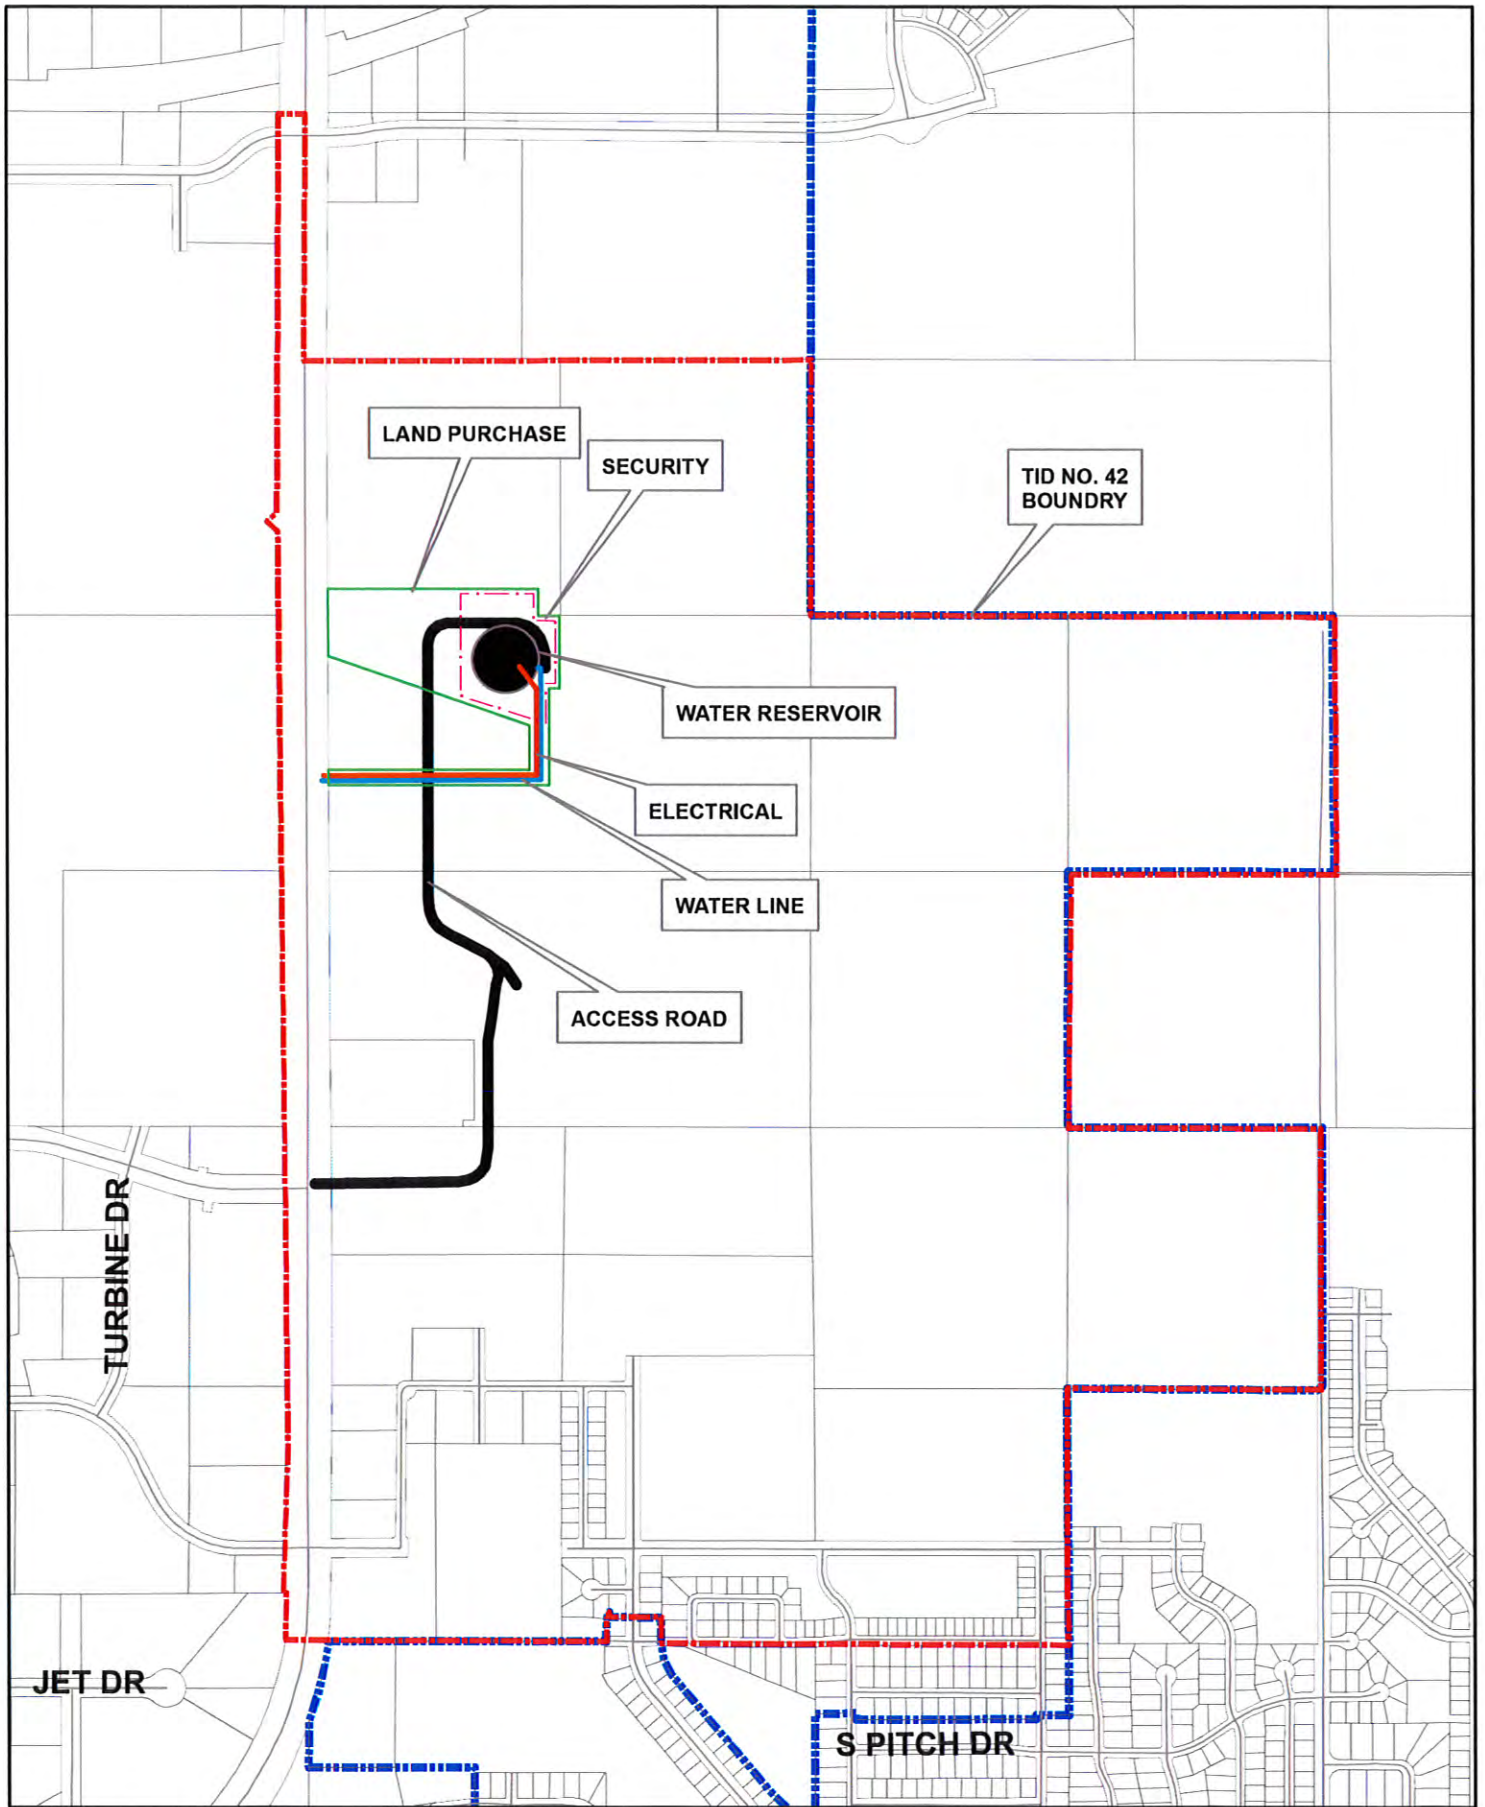 LAND PURCHASE
SECURITY
TID NO. 42
BOUNDRY
WATER RESERVOIR
ELECTRICAL
WATER LINE
ACCESS ROAD
TURBINE DR
JET DR
S PITCH DR